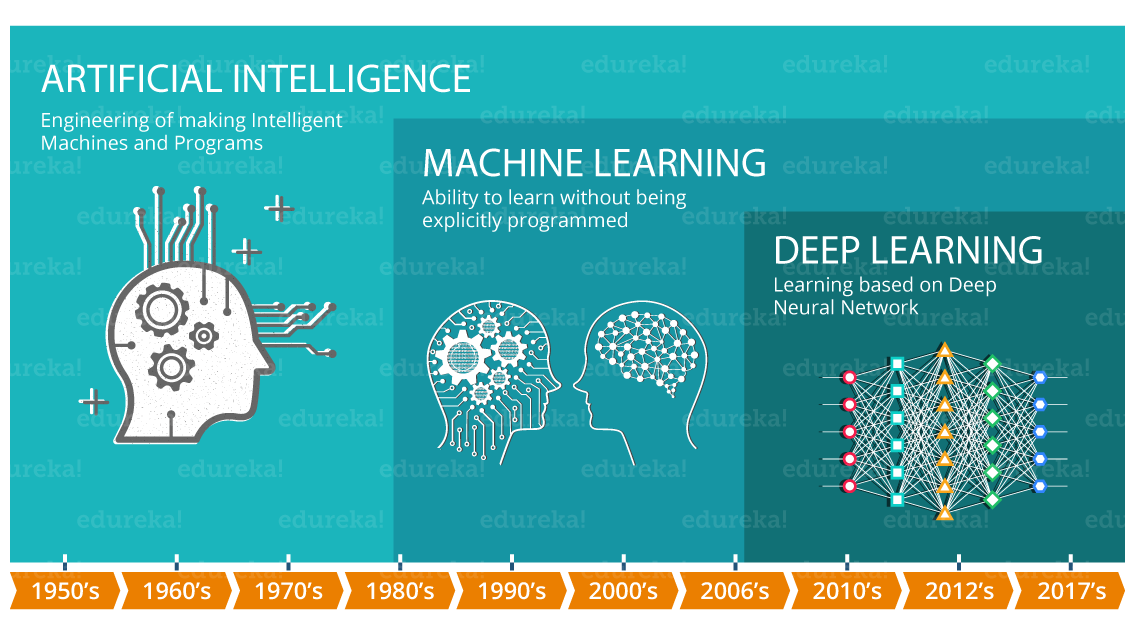 ARTIFICIAL INTELLIGENCE
Engineering of making Intelligent
Machines and Programs
MACHINE LEARNING
Ability to learn without being
explicitly programmed
DEEP LEARNING
Learning based on Deep
Neural Network
1950's
1960's
1970's
1980's
1990's
2000's
2006's
2010's
2012's
2017's
edureka!